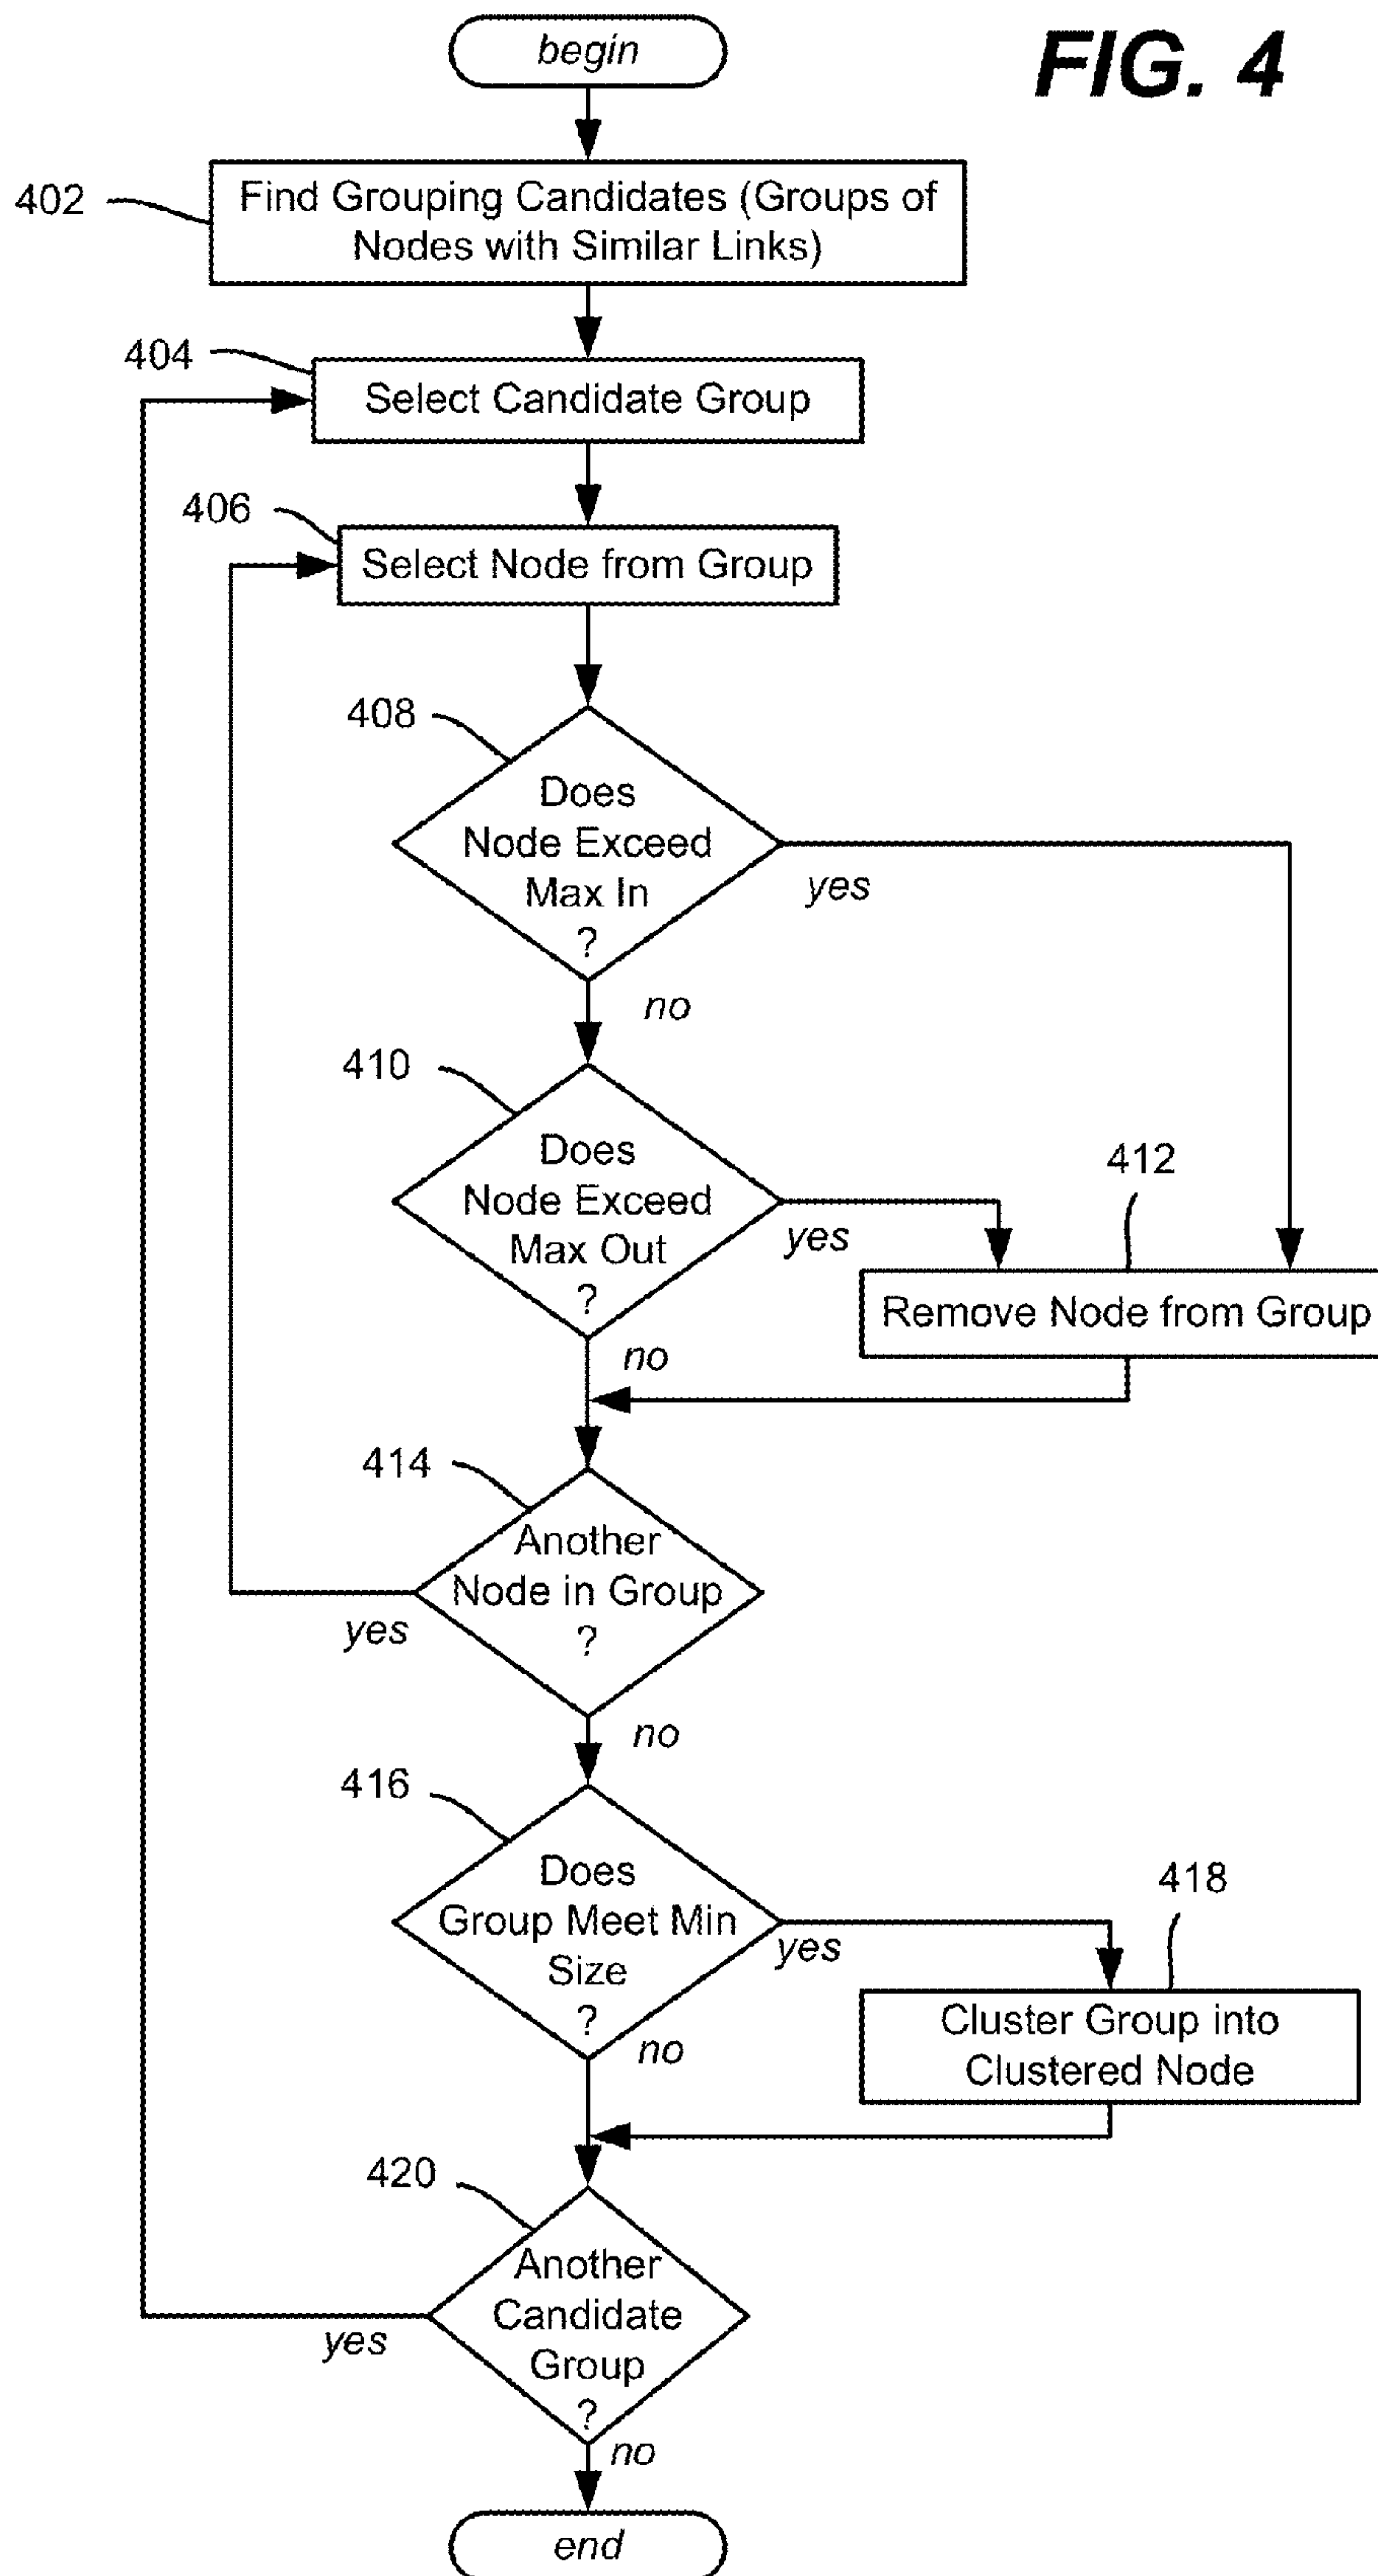 begin
FIG. 4
402
Find Grouping Candidates (Groups of
Nodes with Similar Links)
404
Select Candidate Group
406
Select Node from Group
408
Does
Node Exceed
Max In
?
yes
no
410
Does
Node Exceed
Max Out
?
yes
412
Remove Node from Group
no
414
Another
Node in Group
?
yes
no
416
Does
Group Meet Min
Size
?
yes
418
Cluster Group into
Clustered Node
no
420
Another
Candidate
Group
?
yes
no
end